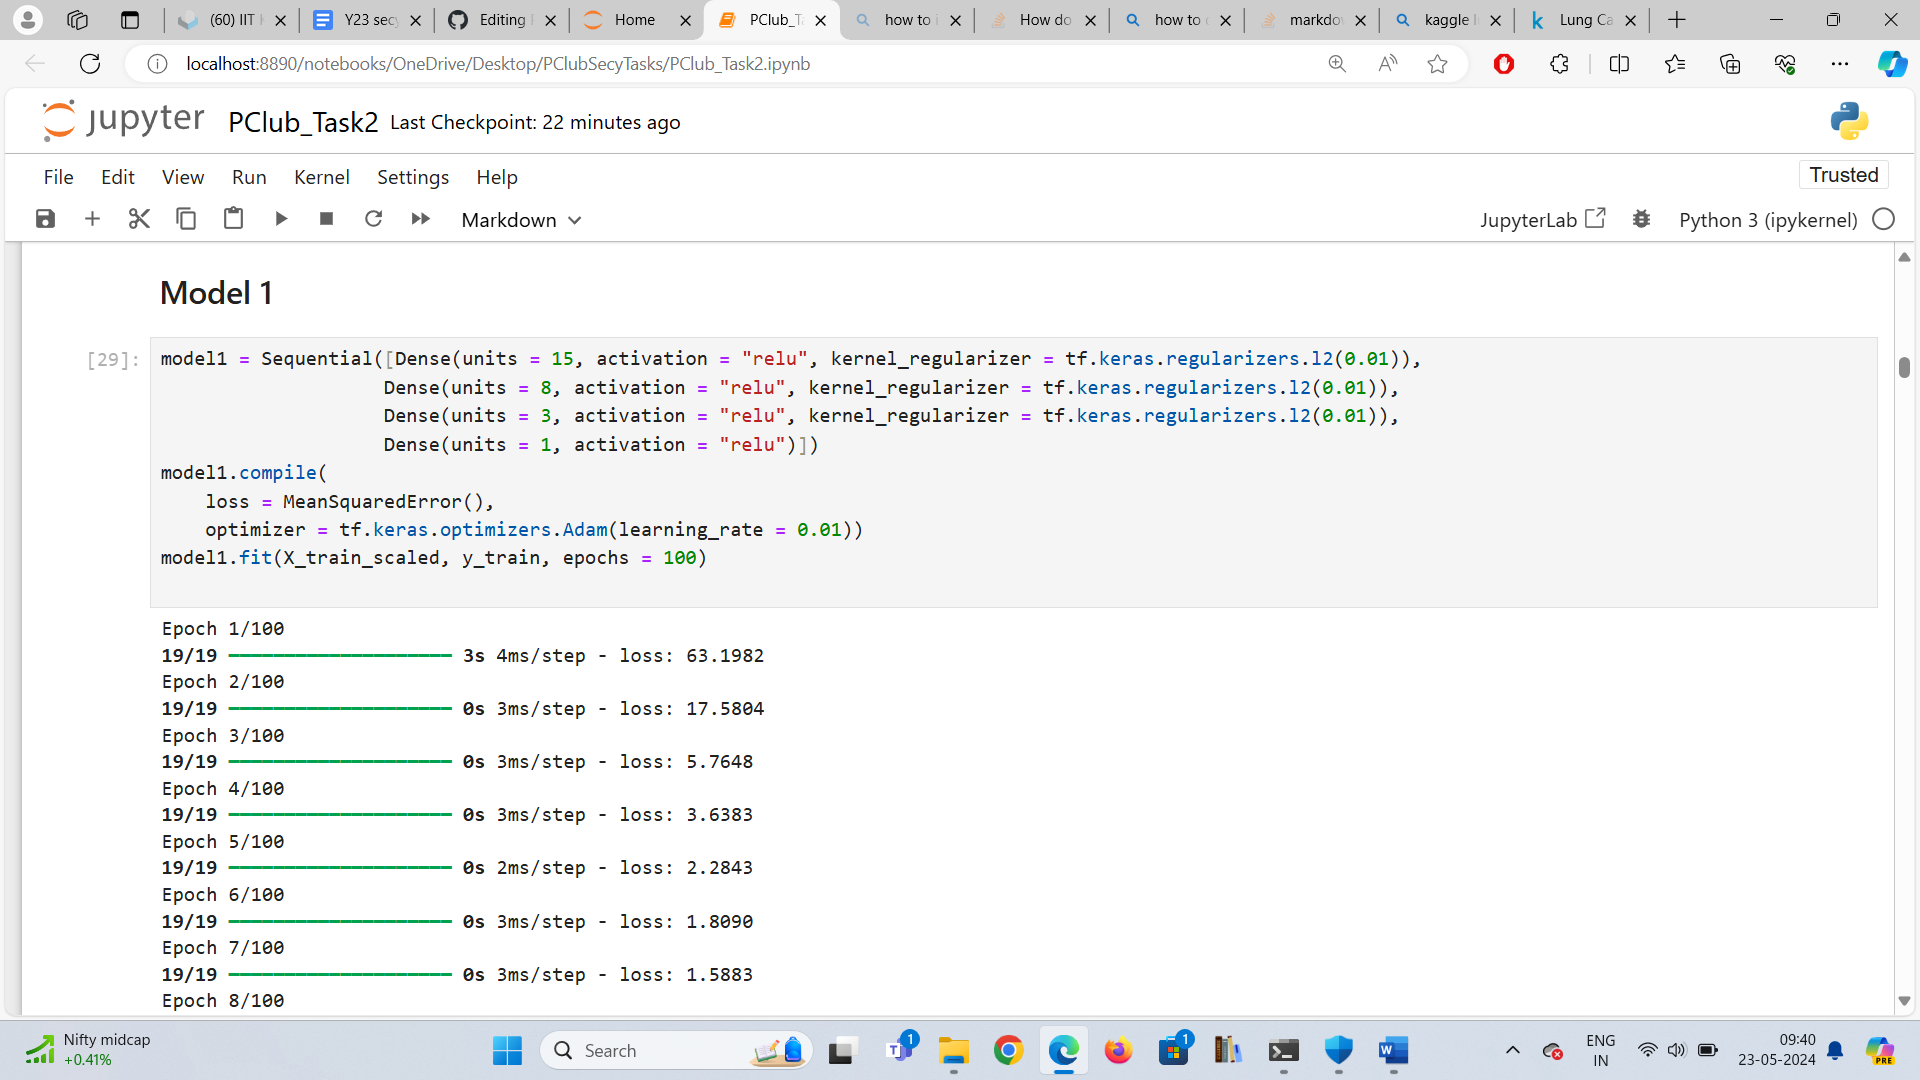 (60) IIT
Y23 secy
Editing
Home
PClub_T
how to i
How do
how to
markdow
kaggle l
Lung Ca
localhost:8890/notebooks/OneDrive/Desktop/PClubSecyTasks/PClub_Task2.ipynb
jupyter PClub_Task2 Last Checkpoint: 22 minutes ago
File Edit View Run Kernel Settings Help Trusted
Markdown JupyterLab Python 3 (ipykernel)
Model 1
[29]: model1 = Sequential([Dense(units = 15, activation = "relu", kernel_regularizer = tf.keras.regularizers.l2(0.01)),
Dense(units = 8, activation = "relu", kernel_regularizer = tf.keras.regularizers.l2(0.01)),
Dense(units = 3, activation = "relu", kernel_regularizer = tf.keras.regularizers.l2(0.01)),
Dense(units = 1, activation = "relu")])
model1.compile(
loss = MeanSquaredError(),
optimizer = tf.keras.optimizers.Adam(learning_rate = 0.01))
model1.fit(X_train_scaled, y_train, epochs = 100)
Epoch 1/100
19/19 ━━━━━━━━━━━━━━━━━━━━ 3s 4ms/step - loss: 63.1982
Epoch 2/100
19/19 ━━━━━━━━━━━━━━━━━━━━ 0s 3ms/step - loss: 17.5804
Epoch 3/100
19/19 ━━━━━━━━━━━━━━━━━━━━ 0s 3ms/step - loss: 5.7648
Epoch 4/100
19/19 ━━━━━━━━━━━━━━━━━━━━ 0s 3ms/step - loss: 3.6383
Epoch 5/100
19/19 ━━━━━━━━━━━━━━━━━━━━ 0s 2ms/step - loss: 2.2843
Epoch 6/100
19/19 ━━━━━━━━━━━━━━━━━━━━ 0s 3ms/step - loss: 1.8090
Epoch 7/100
19/19 ━━━━━━━━━━━━━━━━━━━━ 0s 3ms/step - loss: 1.5883
Epoch 8/100
Nifty midcap
+0.41%
Search
1
1
ENG
IN
09:40
23-05-2024
PRE